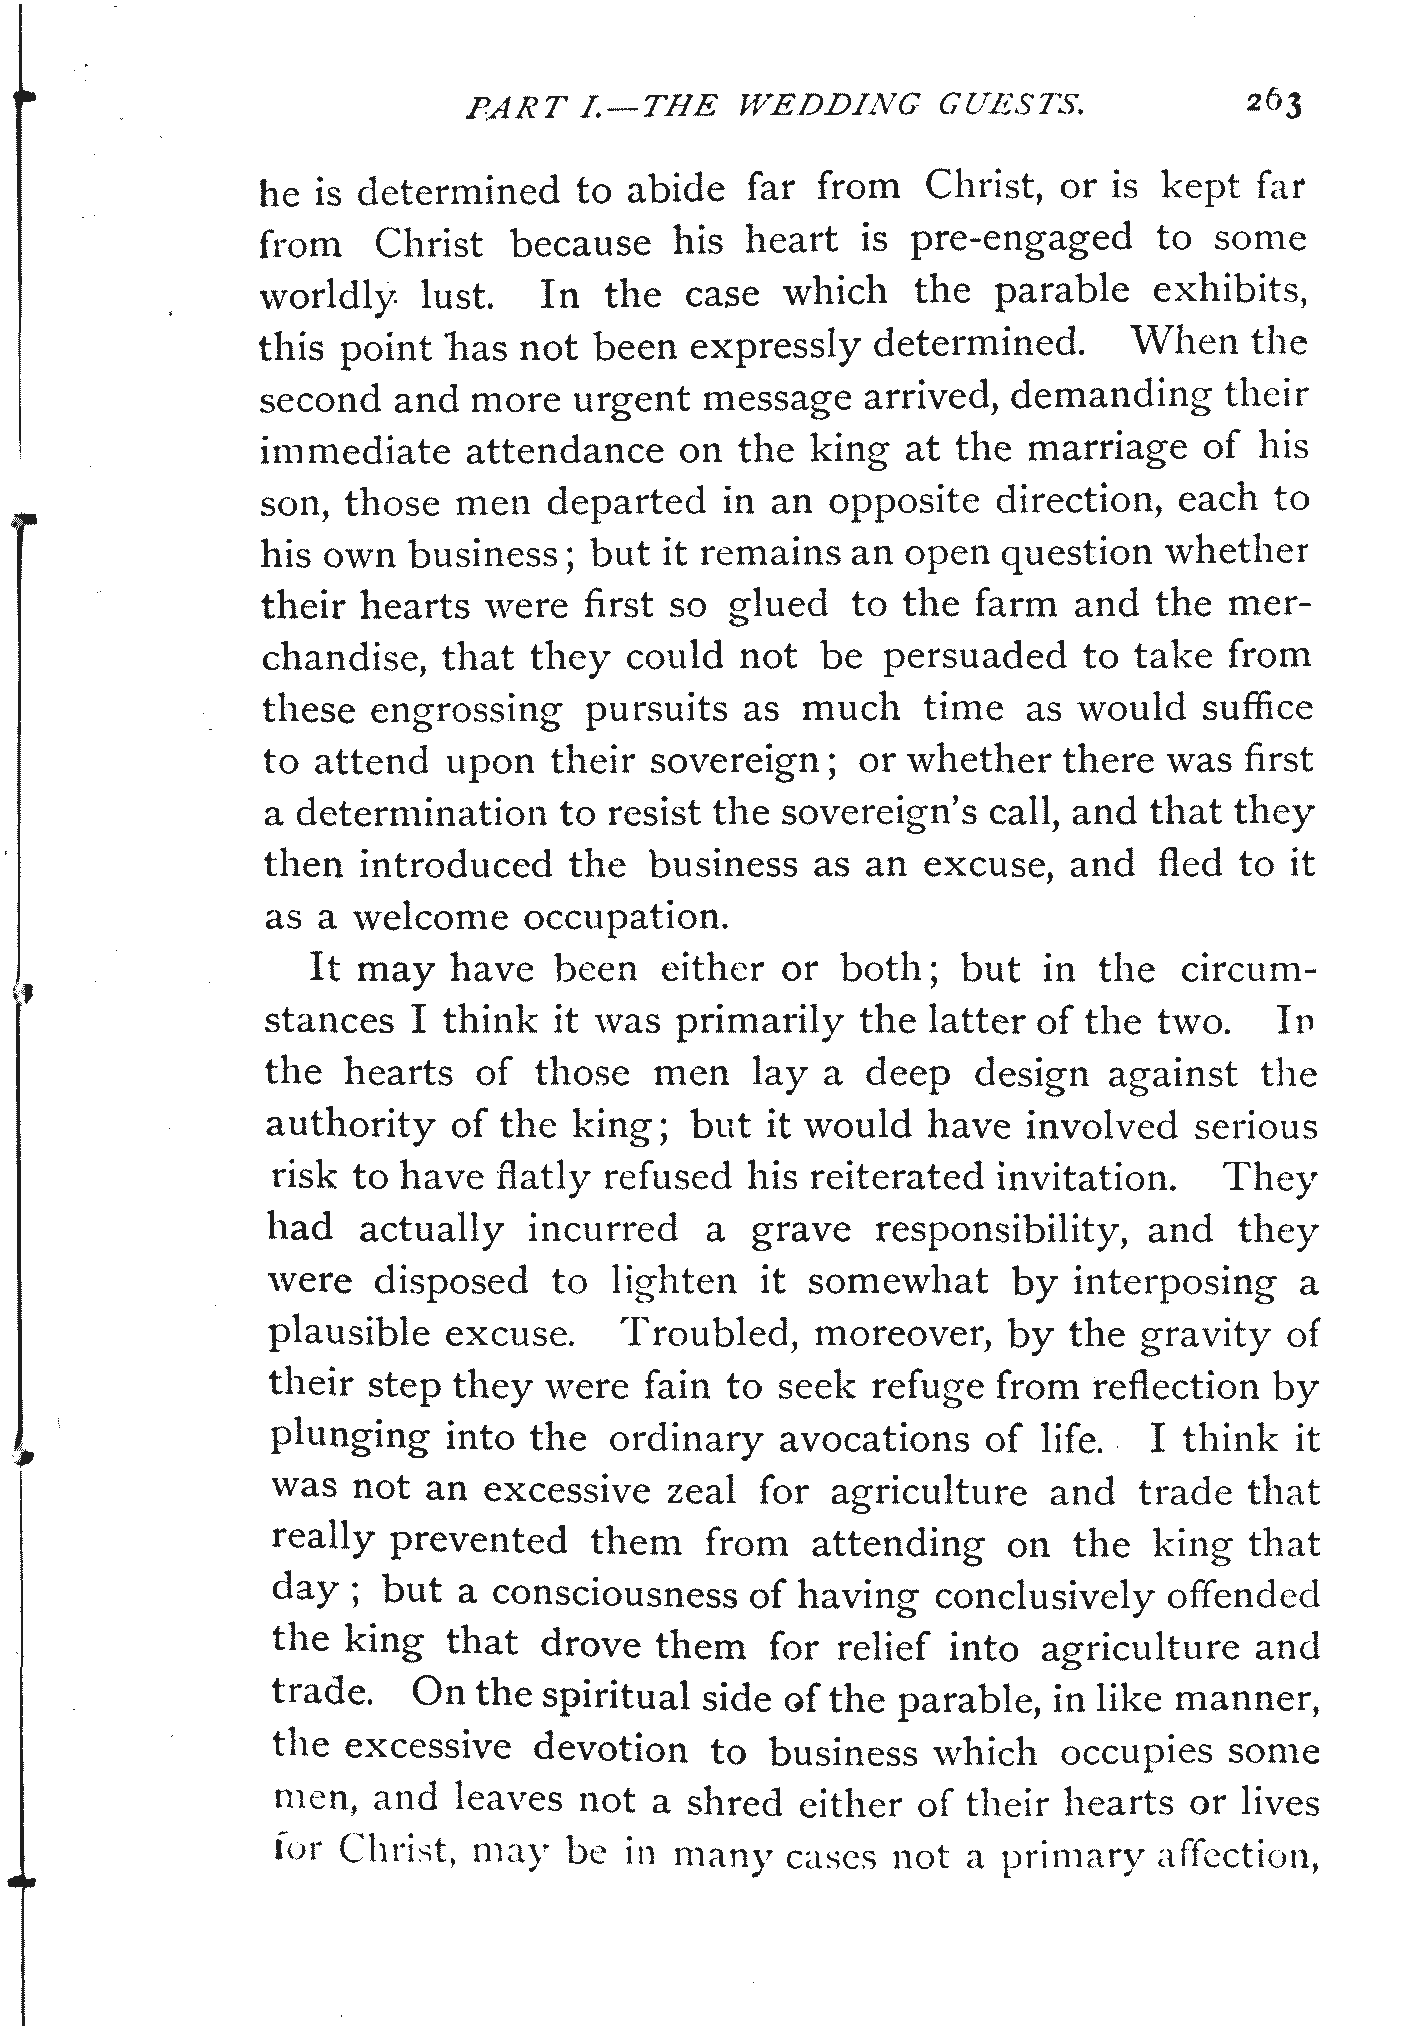 PART I.—THE WEDDING GUESTS. 263
he is determined to abide far from Christ, or is kept far
from Christ because his heart is pre-engaged to some
worldly lust. In the case which the parable exhibits,
this point has not been expressly determined. When the
second and more urgent message arrived, demanding their
immediate attendance on the king at the marriage of his
son, those men departed in an opposite direction, each to
his own business; but it remains an open question whether
their hearts were first so glued to the farm and the mer-
chandise, that they could not be persuaded to take from
these engrossing pursuits as much time as would suffice
to attend upon their sovereign; or whether there was first
a determination to resist the sovereign's call, and that they
then introduced the business as an excuse, and fled to it
as a welcome occupation.
It may have been either or both; but in the circum-
stances I think it was primarily the latter of the two. In
the hearts of those men lay a deep design against the
authority of the king; but it would have involved serious
risk to have flatly refused his reiterated invitation. They
had actually incurred a grave responsibility, and they
were disposed to lighten it somewhat by interposing a
plausible excuse. Troubled, moreover, by the gravity of
their step they were fain to seek refuge from reflection by
plunging into the ordinary avocations of life. I think it
was not an excessive zeal for agriculture and trade that
really prevented them from attending on the king that
day; but a consciousness of having conclusively offended
the king that drove them for relief into agriculture and
trade. On the spiritual side of the parable, in like manner,
the excessive devotion to business which occupies some
men, and leaves not a shred either of their hearts or lives
for Christ, may be in many cases not a primary affection,